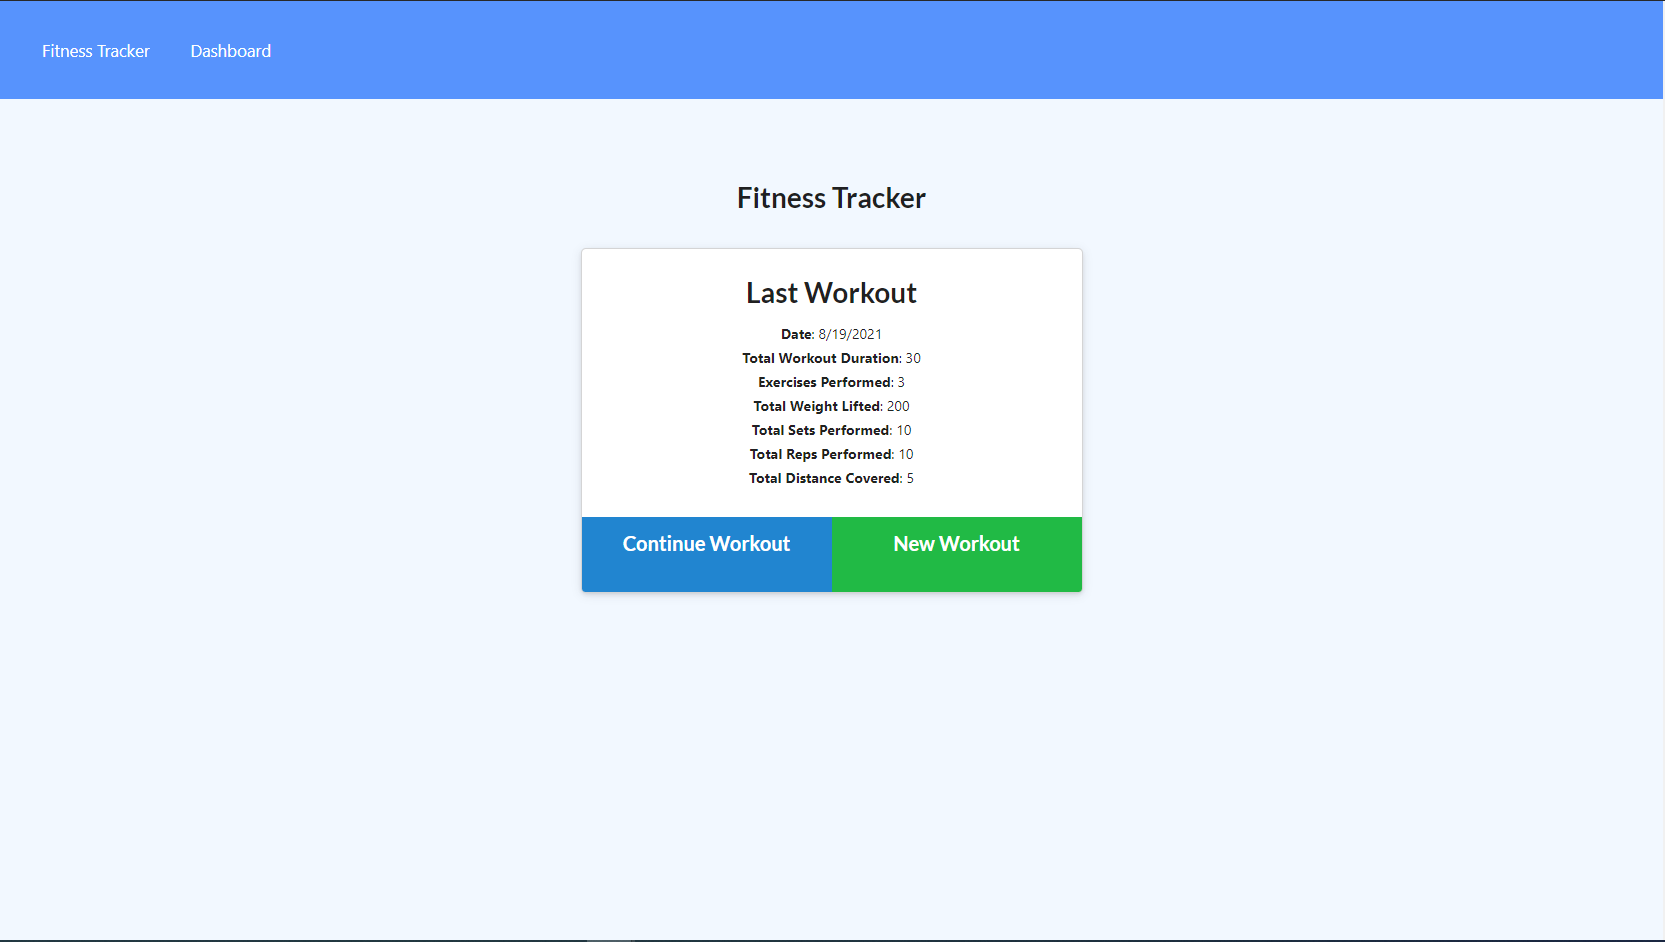 Fitness Tracker Dashboard
Fitness Tracker
Last Workout
Date: 8/19/2021
Total Workout Duration: 30
Exercises Performed: 3
Total Weight Lifted: 200
Total Sets Performed: 10
Total Reps Performed: 10
Total Distance Covered: 5
Continue Workout New Workout